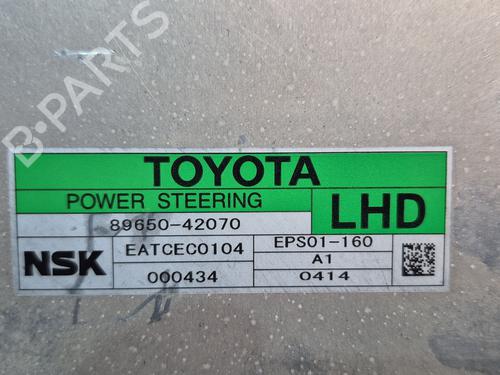 B-PARTS
TOYOTA
POWER STEERING
LHD
89650-42070
NSK
EATCEC0104
EPS01-160
A1
000434
0414